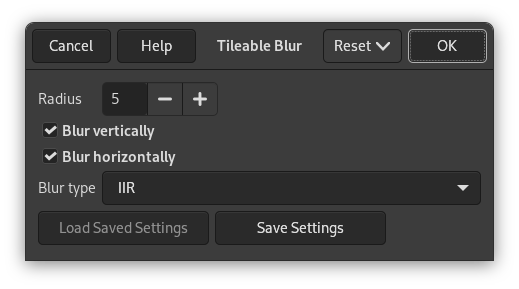 Cancel Help Tileable Blur Reset OK
Radius 5
Blur vertically
Blur horizontally
Blur type IIR
Load Saved Settings Save Settings